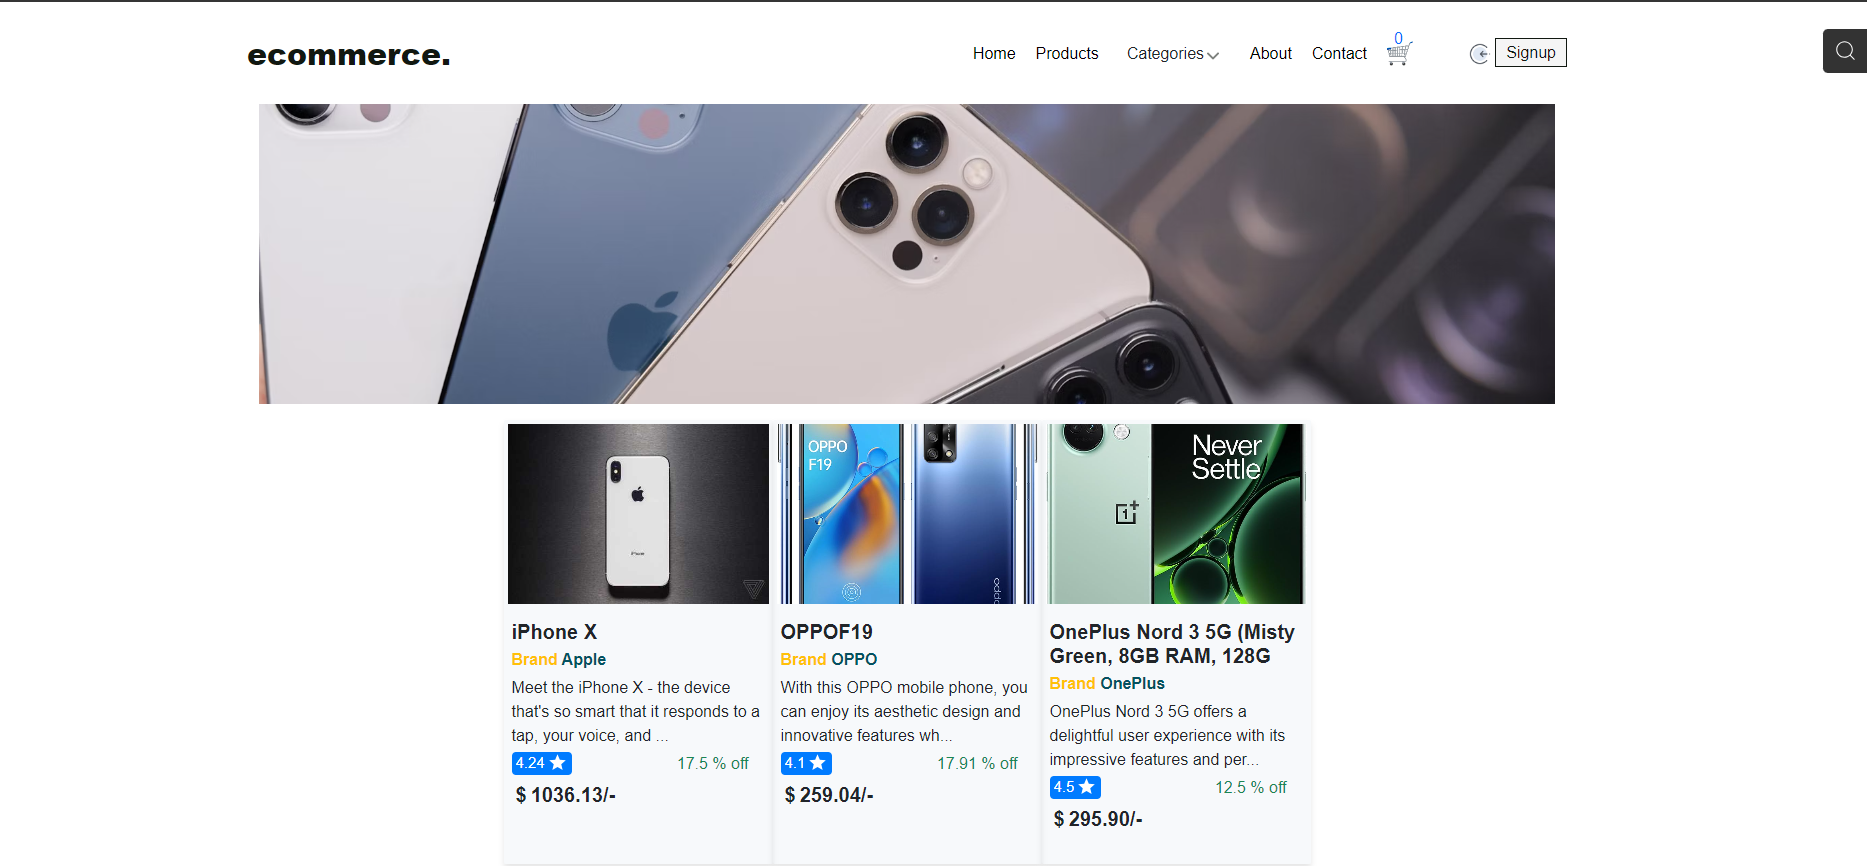 ecommerce.
Home Products Categories About Contact 0 Signup
OPPO
F19
oppo
Never
Settle
1+
iPhone
iPhone X
Brand Apple
Meet the iPhone X - the device
that's so smart that it responds to a
tap, your voice, and ...
4.24 17.5 % off
$ 1036.13/-
OPPOF19
Brand OPPO
With this OPPO mobile phone, you
can enjoy its aesthetic design and
innovative features wh...
4.1 17.91 % off
$ 259.04/-
OnePlus Nord 3 5G (Misty
Green, 8GB RAM, 128G
Brand OnePlus
OnePlus Nord 3 5G offers a
delightful user experience with its
impressive features and per...
4.5 12.5 % off
$ 295.90/-